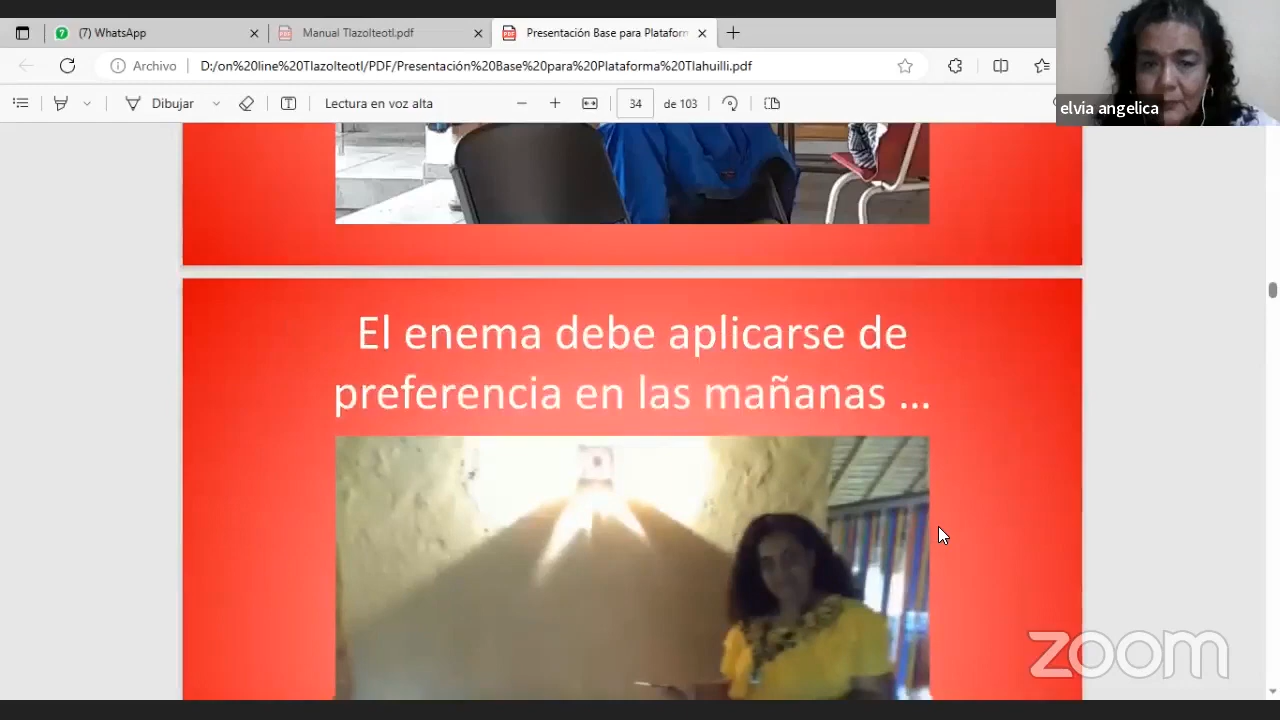 (7) WhatsApp
Manual Tlazolteotl.pdf
Presentación Base para Plataform
Archivo
D:/on%20line%20Tlazolteotl/PDF/Presentación%20Base%20para%20Plataforma%20Tlahuilli.pdf
Dibujar
Lectura en voz alta
34
de 103
elvia angelica
El enema debe aplicarse de
preferencia en las mañanas ...
zoom